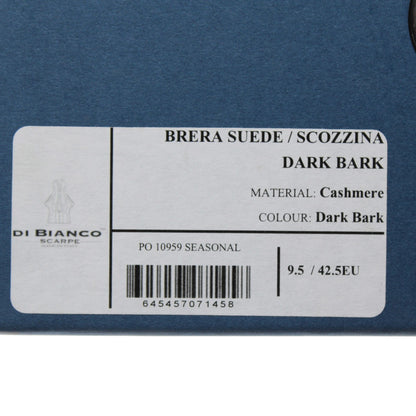 BRERA SUEDE / SCOZZINA
DARK BARK
MATERIAL: Cashmere
COLOUR: Dark Bark
DI BIANCO
SCARPE
PO 10959 SEASONAL
645457071458
9.5 / 42.5EU